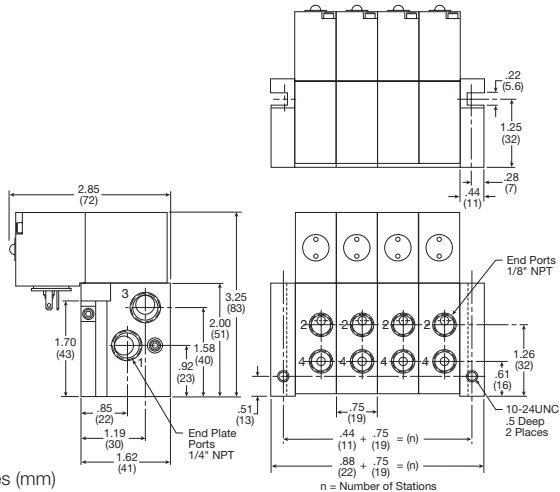 .22
(5.6)
1.25
(32)
.28
(7)
.44
(11)
2.85
(72)
3
1
1.70
(43)
3.25
(83)
2.00
(51)
1.58
(40)
.92
(23)
.85
(22)
1.19
(30)
1.62
(41)
End Plate
Ports
1/4" NPT
End Ports
1/8" NPT
2 2 2 2
4 4 4 4
1.26
(32)
.61
(16)
.51
(13)
.75
(19)
10-24UNC
.5 Deep
2 Places
.44 + .75 = (n)
(11) (19)
.88 + .75 = (n)
(22) (19)
n = Number of Stations
es (mm)